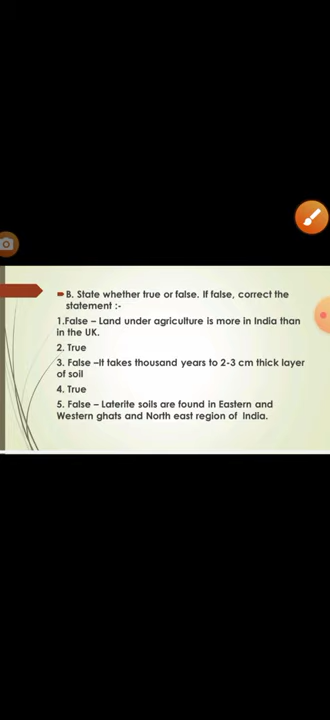 B. State whether true or false. If false, correct the
statement :-
1.False – Land under agriculture is more in India than
in the UK.
2. True
3. False –It takes thousand years to 2-3 cm thick layer
of soil
4. True
5. False – Laterite soils are found in Eastern and
Western ghats and North east region of India.